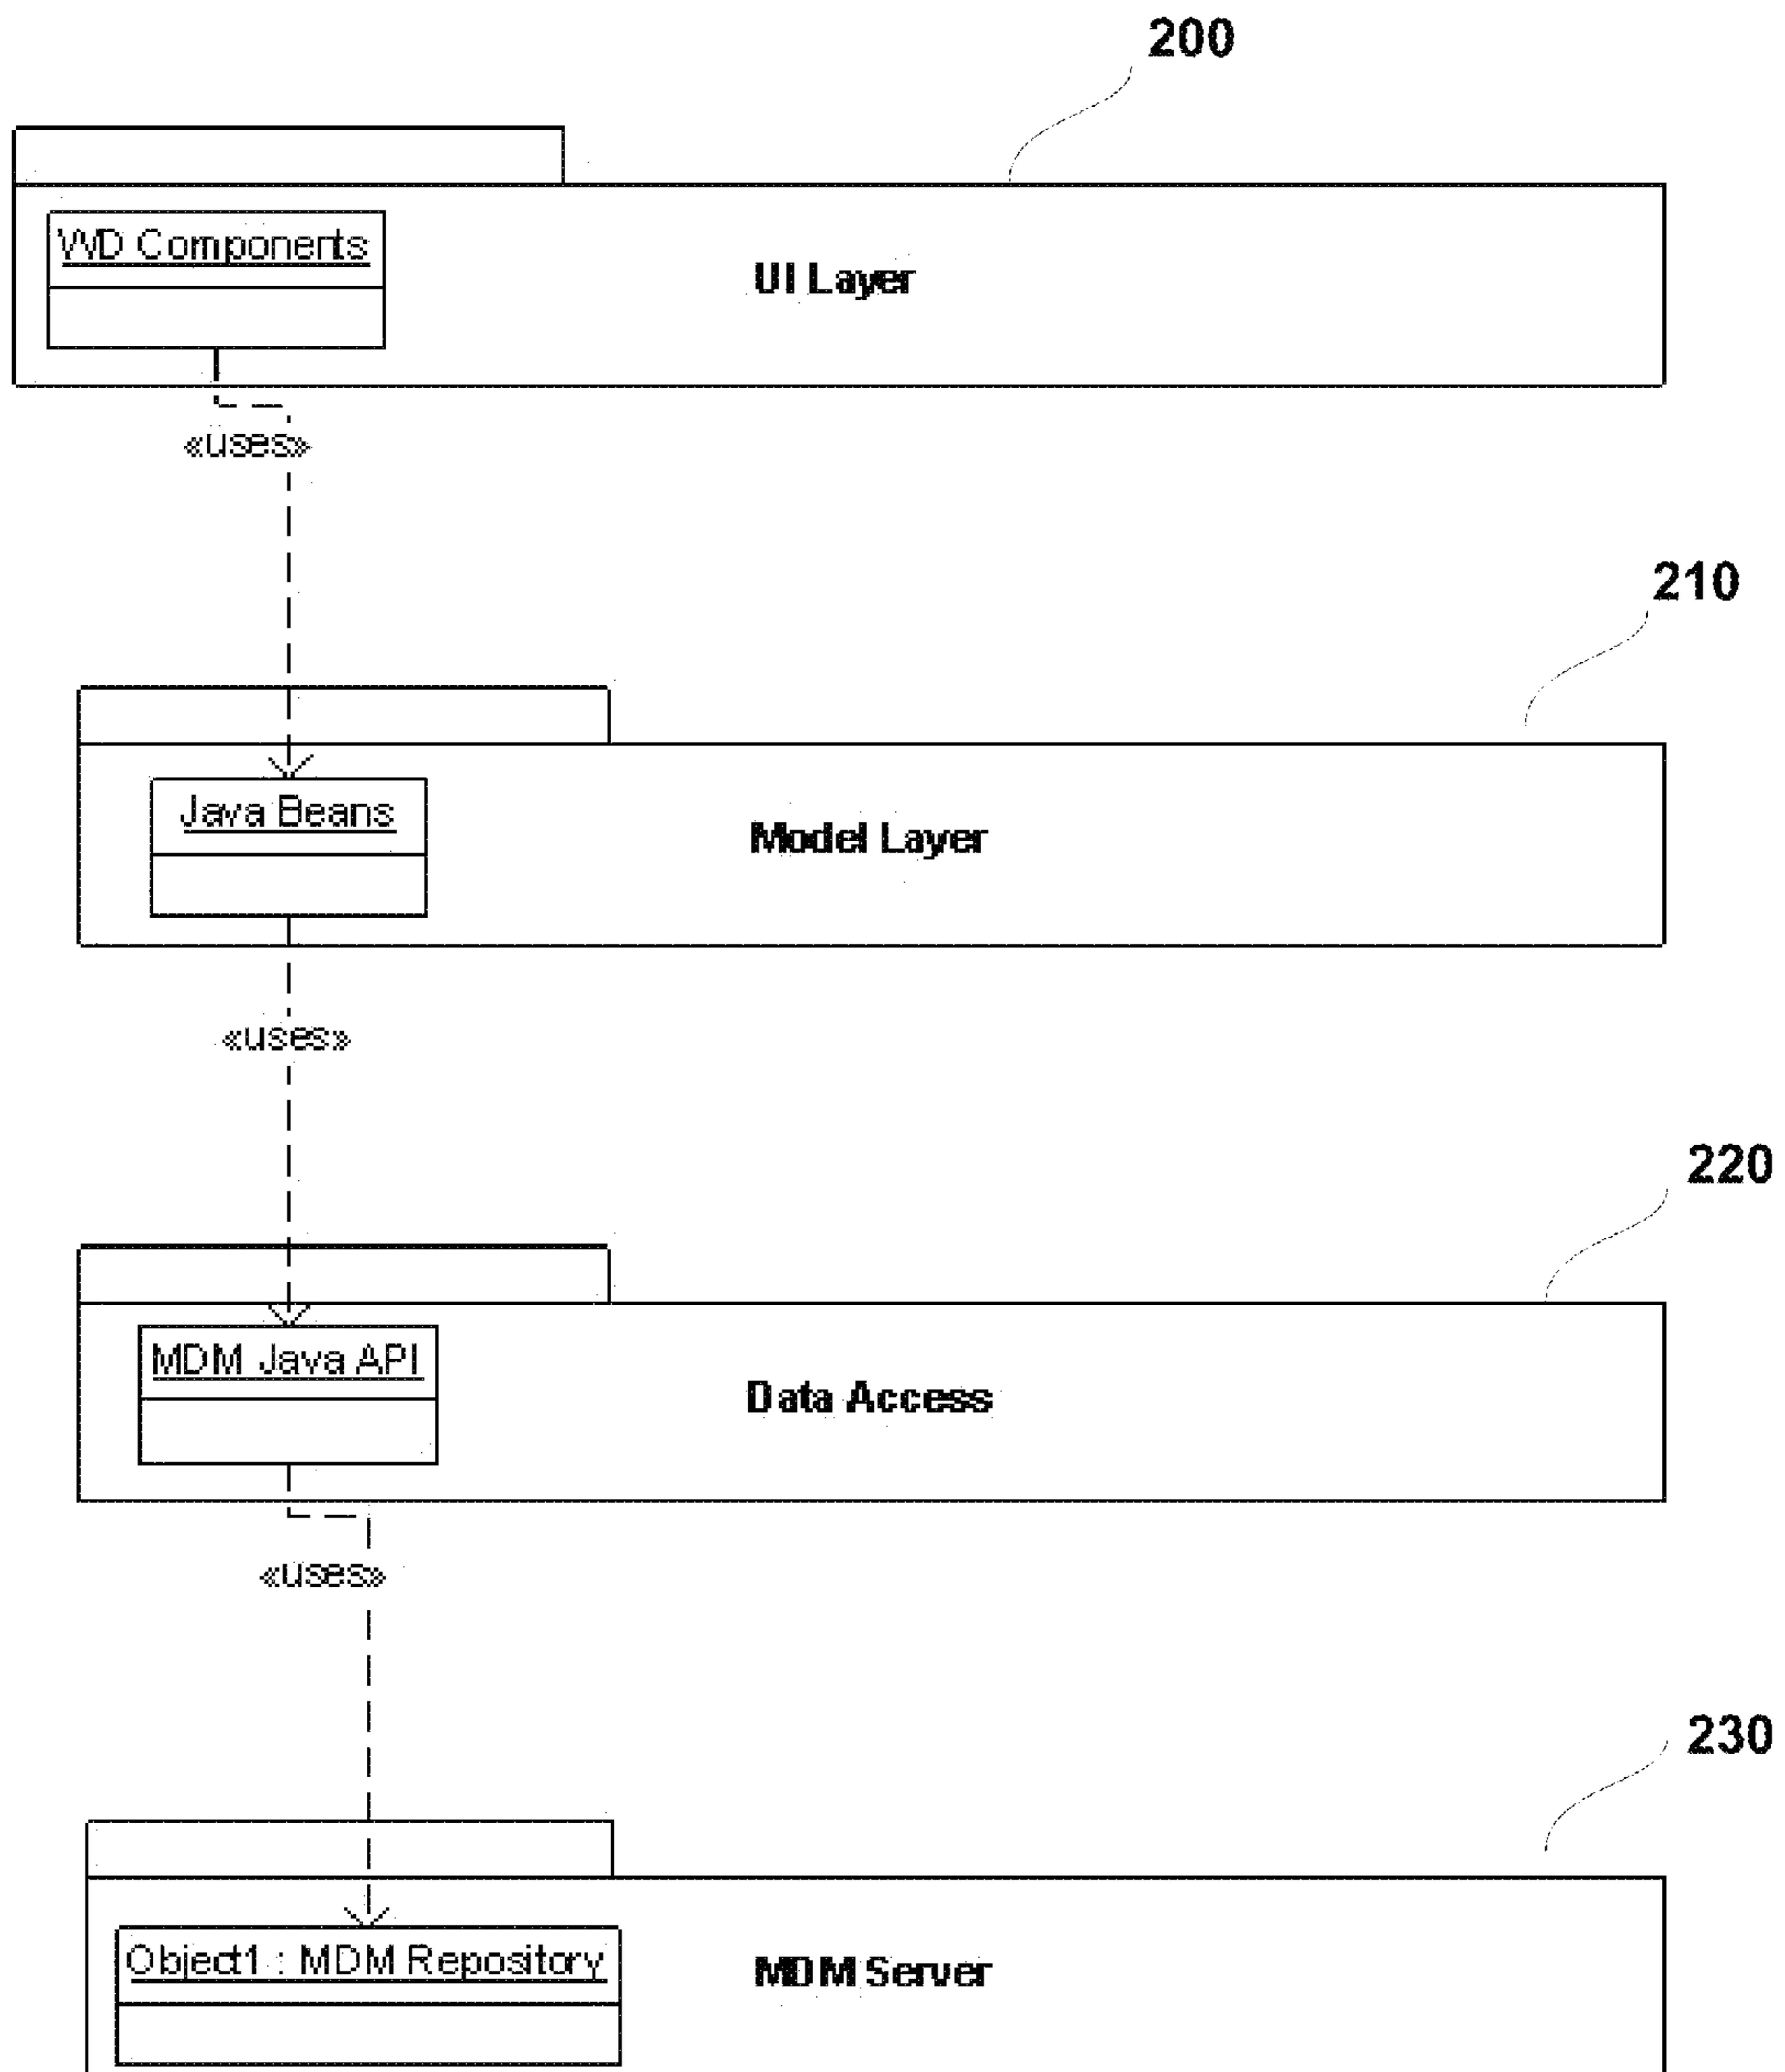 200
WD Components
UI Layer
«uses»
210
Java Beans
Model Layer
«uses»
220
MDM Java API
Data Access
«uses»
230
Object1 : MDM Repository
MDM Server